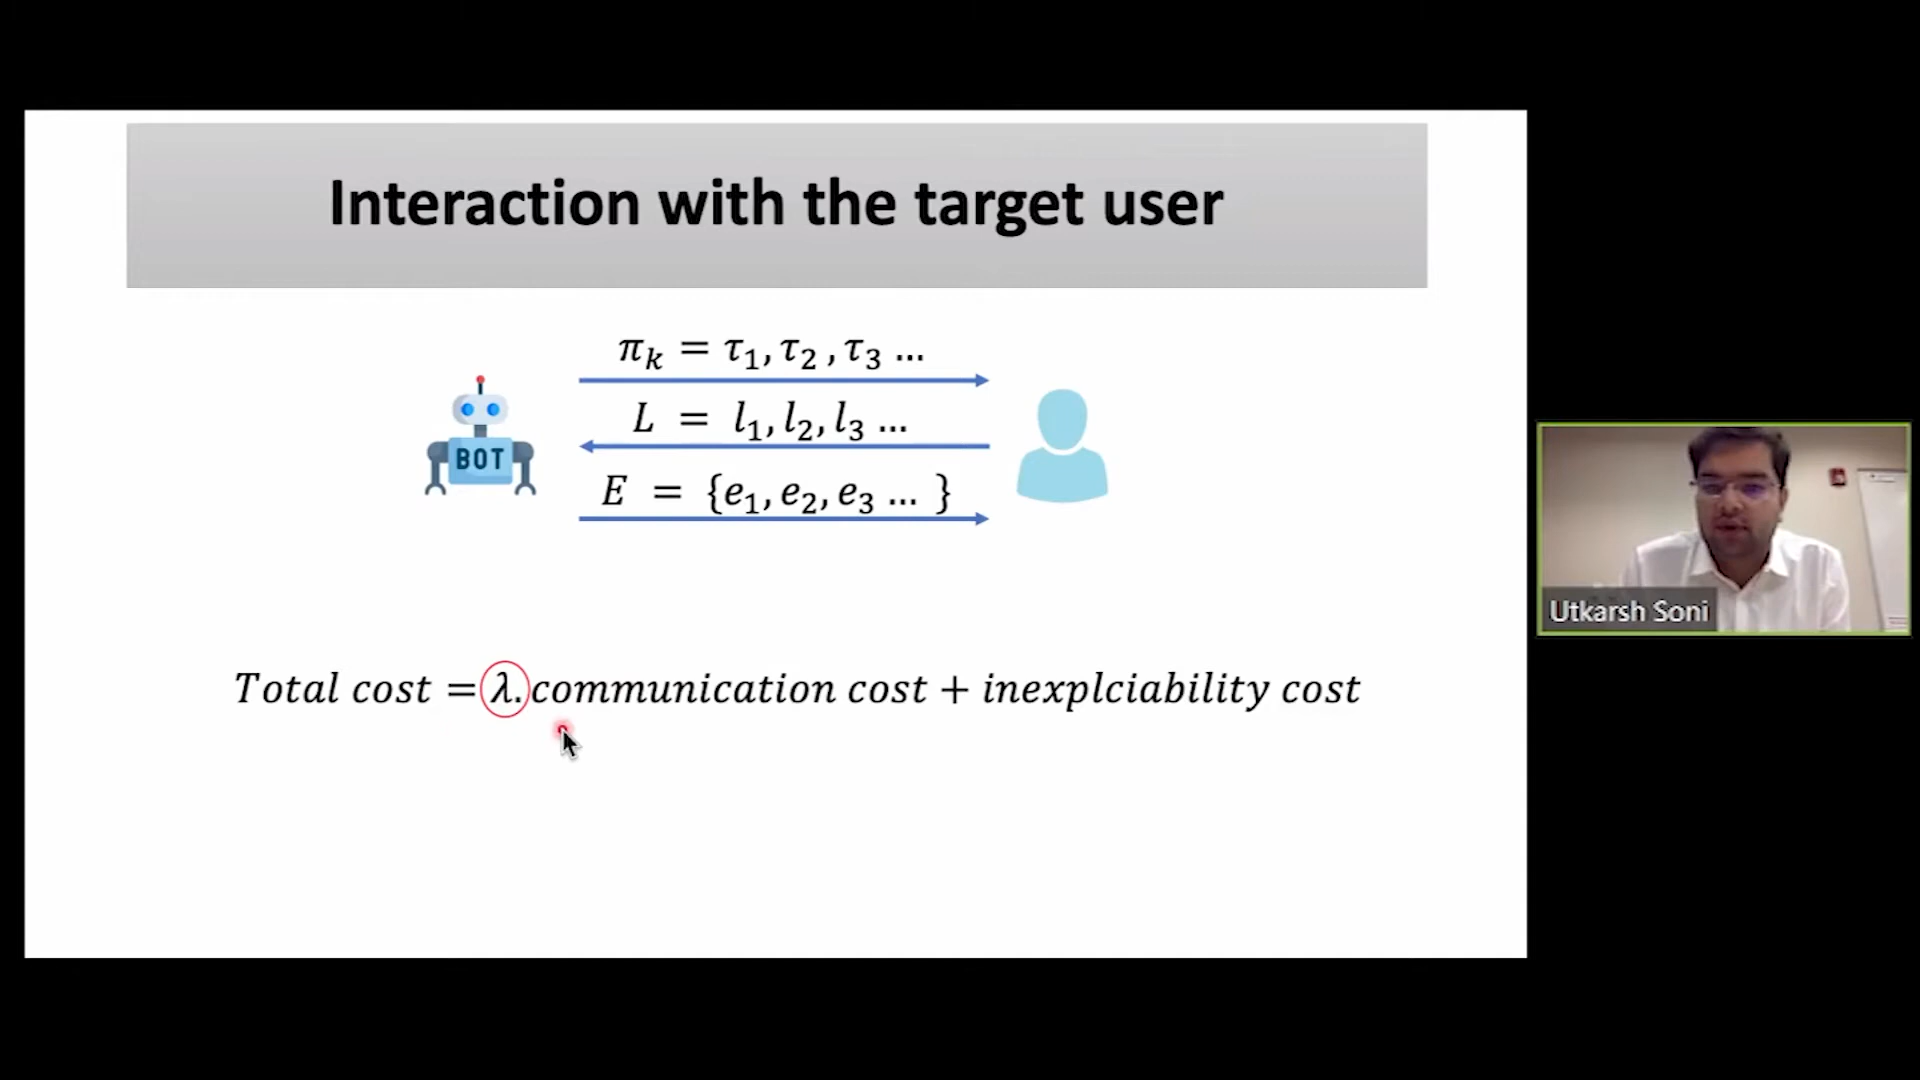 Interaction with the target user
π_k = τ_1, τ_2 , τ_3 ...
L = l_1, l_2, l_3 ...
BOT
E = {e_1, e_2, e_3 ... }
Utkarsh Soni
Total cost = λ. communication cost + inexplciability cost